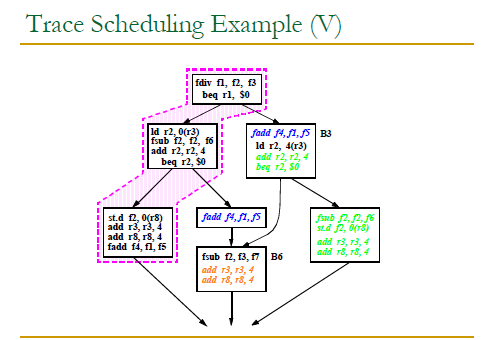 Trace Scheduling Example (V)
fdiv f1, f2, f3
beq r1, $0
ld r2, 0(r3)
fsub f2, f2, f6
add r2, r2, 4
beq r2, $0
fadd f4, f1, f5
ld r2, 4(r3)
add r2, r2, 4
beq r2, $0
B3
st.d f2, 0(r8)
add r3, r3, 4
add r8, r8, 4
fadd f4, f1, f5
fadd f4, f1, f5
fsub f2, f2, f6
st.d f2, 0(r8)
add r3, r3, 4
add r8, r8, 4
fsub f2, f3, f7
add r3, r3, 4
add r8, r8, 4
B6